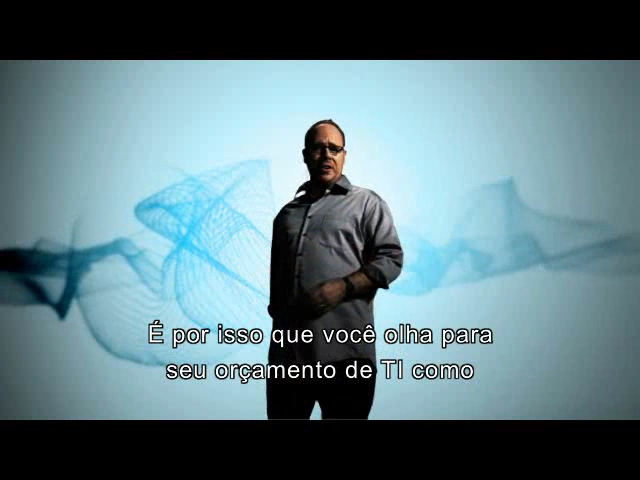 É por isso que você olha para
seu orçamento de TI como